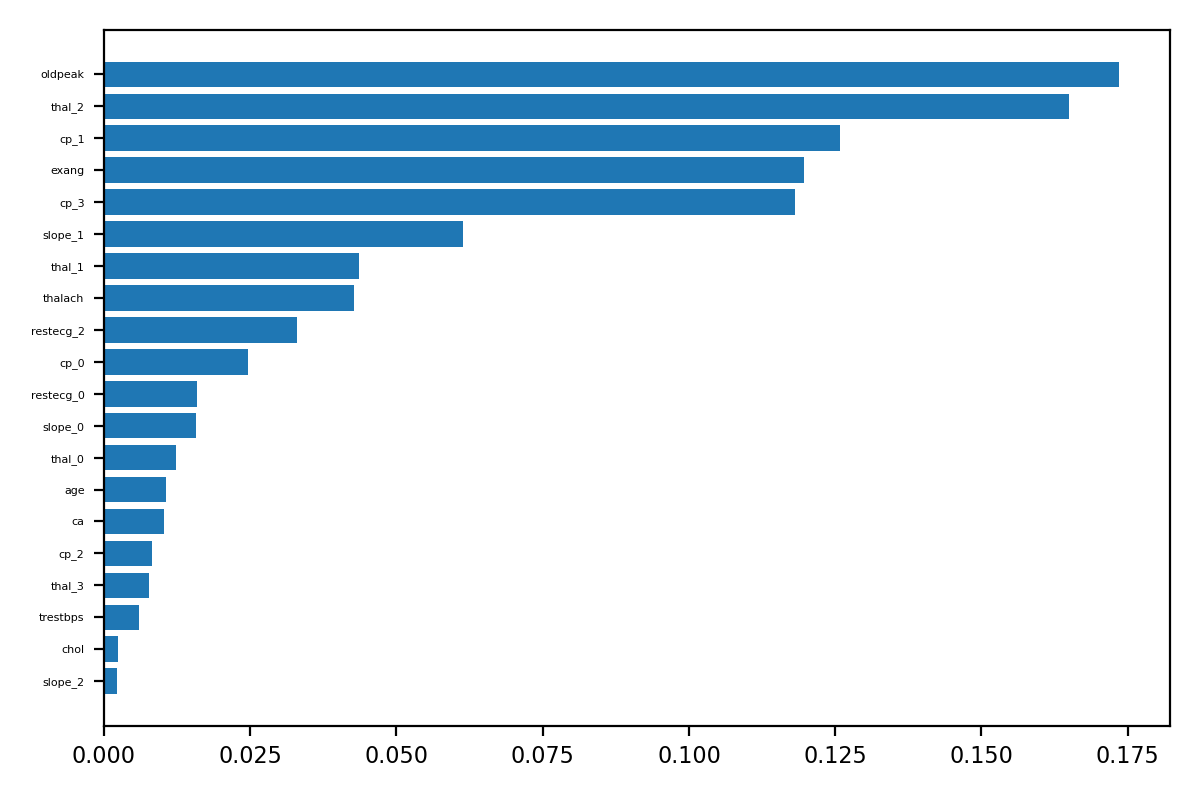 oldpeak
thal_2
cp_1
exang
cp_3
slope_1
thal_1
thalach
restecg_2
cp_0
restecg_0
slope_0
thal_0
age
ca
cp_2
thal_3
trestbps
chol
slope_2
0.000 0.025 0.050 0.075 0.100 0.125 0.150 0.175